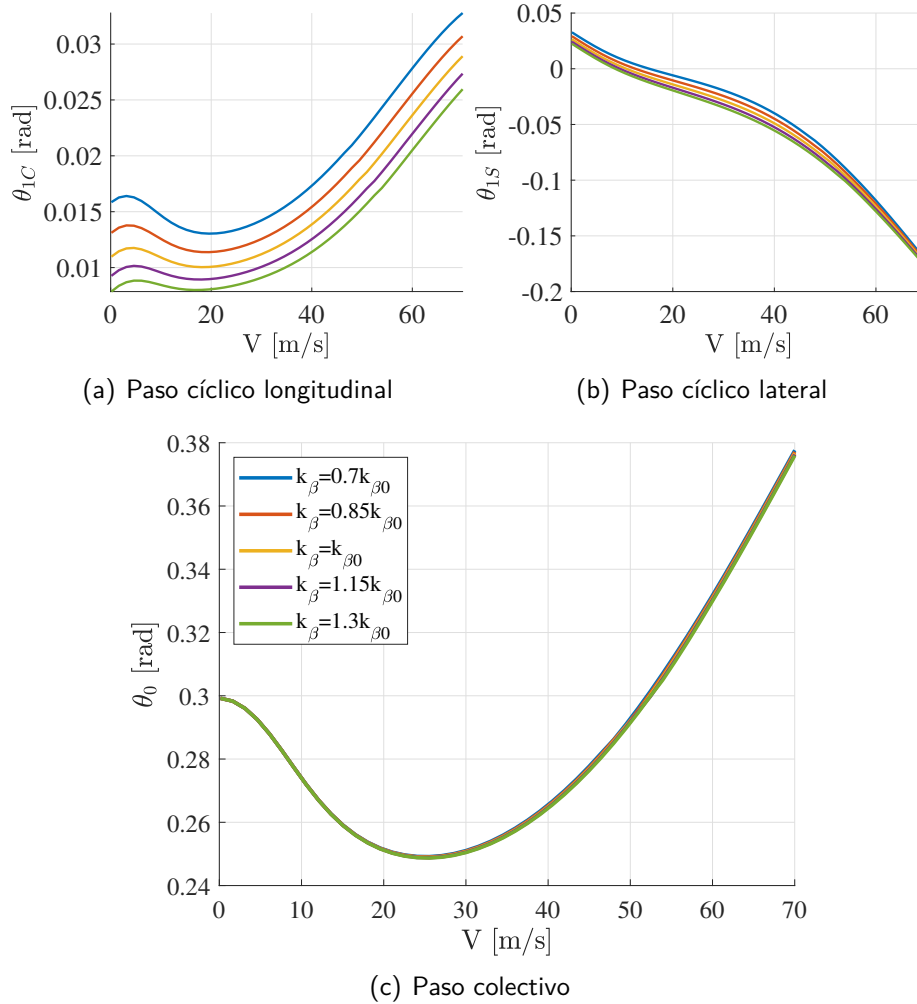 0.03
0.025
0.02
0.015
0.01
θ1C [rad]
0 20 40 60
V [m/s]
(a) Paso cíclico longitudinal
0.05
0
-0.05
-0.1
-0.15
-0.2
θ1S [rad]
0 20 40 60
V [m/s]
(b) Paso cíclico lateral
0.38
0.36
0.34
0.32
0.3
0.28
0.26
0.24
θ0 [rad]
kβ=0.7kβ0
kβ=0.85kβ0
kβ=kβ0
kβ=1.15kβ0
kβ=1.3kβ0
0 10 20 30 40 50 60 70
V [m/s]
(c) Paso colectivo